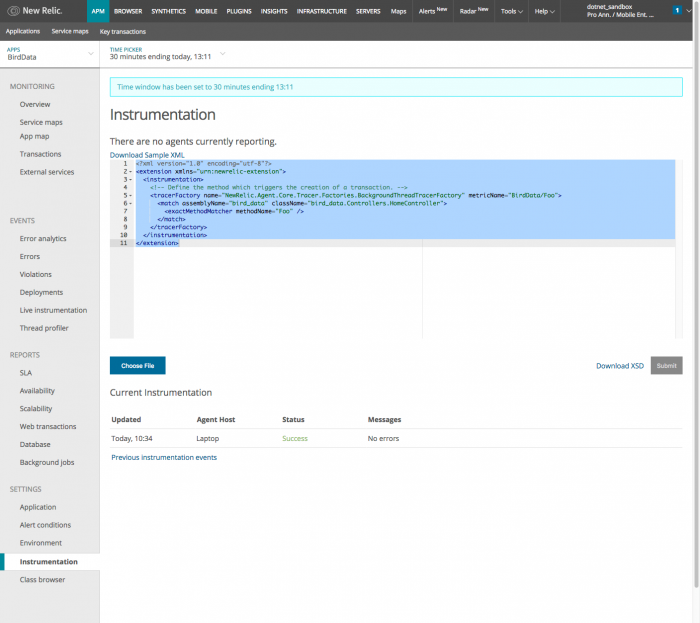 New Relic.
APM BROWSER SYNTHETICS MOBILE PLUGINS INSIGHTS INFRASTRUCTURE SERVERS Maps Alerts New Radar New Tools Help
dotnet_sandbox
Pro Ann. / Mobile Ent. ...
1
Applications Service maps Key transactions
APPS
BirdData
TIME PICKER
30 minutes ending today, 13:11
MONITORING
Overview
Service maps
App map
Transactions
External services
EVENTS
Error analytics
Errors
Violations
Deployments
Live instrumentation
Thread profiler
REPORTS
SLA
Availability
Scalability
Web transactions
Database
Background jobs
SETTINGS
Application
Alert conditions
Environment
Instrumentation
Class browser
Time window has been set to 30 minutes ending 13:11
Instrumentation
There are no agents currently reporting.
Download Sample XML
1 <?xml version="1.0" encoding="utf-8"?>
2 <extension xmlns="urn:newrelic-extension">
3 <instrumentation>
4 <!-- Define the method which triggers the creation of a transaction. -->
5 <tracerFactory name="NewRelic.Agent.Core.Tracer.Factories.BackgroundThreadTracerFactory" metricName="BirdData/Foo">
6 <match assemblyName="bird_data" className="bird_data.Controllers.HomeController">
7 <exactMethodMatcher methodName="Foo" />
8 </match>
9 </tracerFactory>
10 </instrumentation>
11 </extension>
Choose File
Download XSD Submit
Current Instrumentation
Updated Agent Host Status Messages
Today, 10:34 Laptop Success No errors
Previous instrumentation events